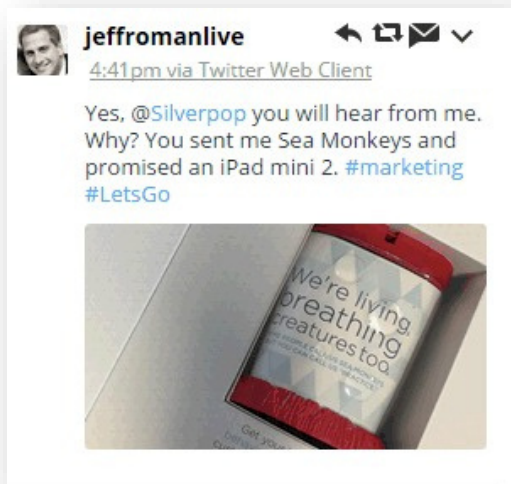 jeffromanlive
4:41pm via Twitter Web Client
Yes, @Silverpop you will hear from me.
Why? You sent me Sea Monkeys and
promised an iPad mini 2. #marketing
#LetsGo
We're living,
breathing
creatures too.
Get your